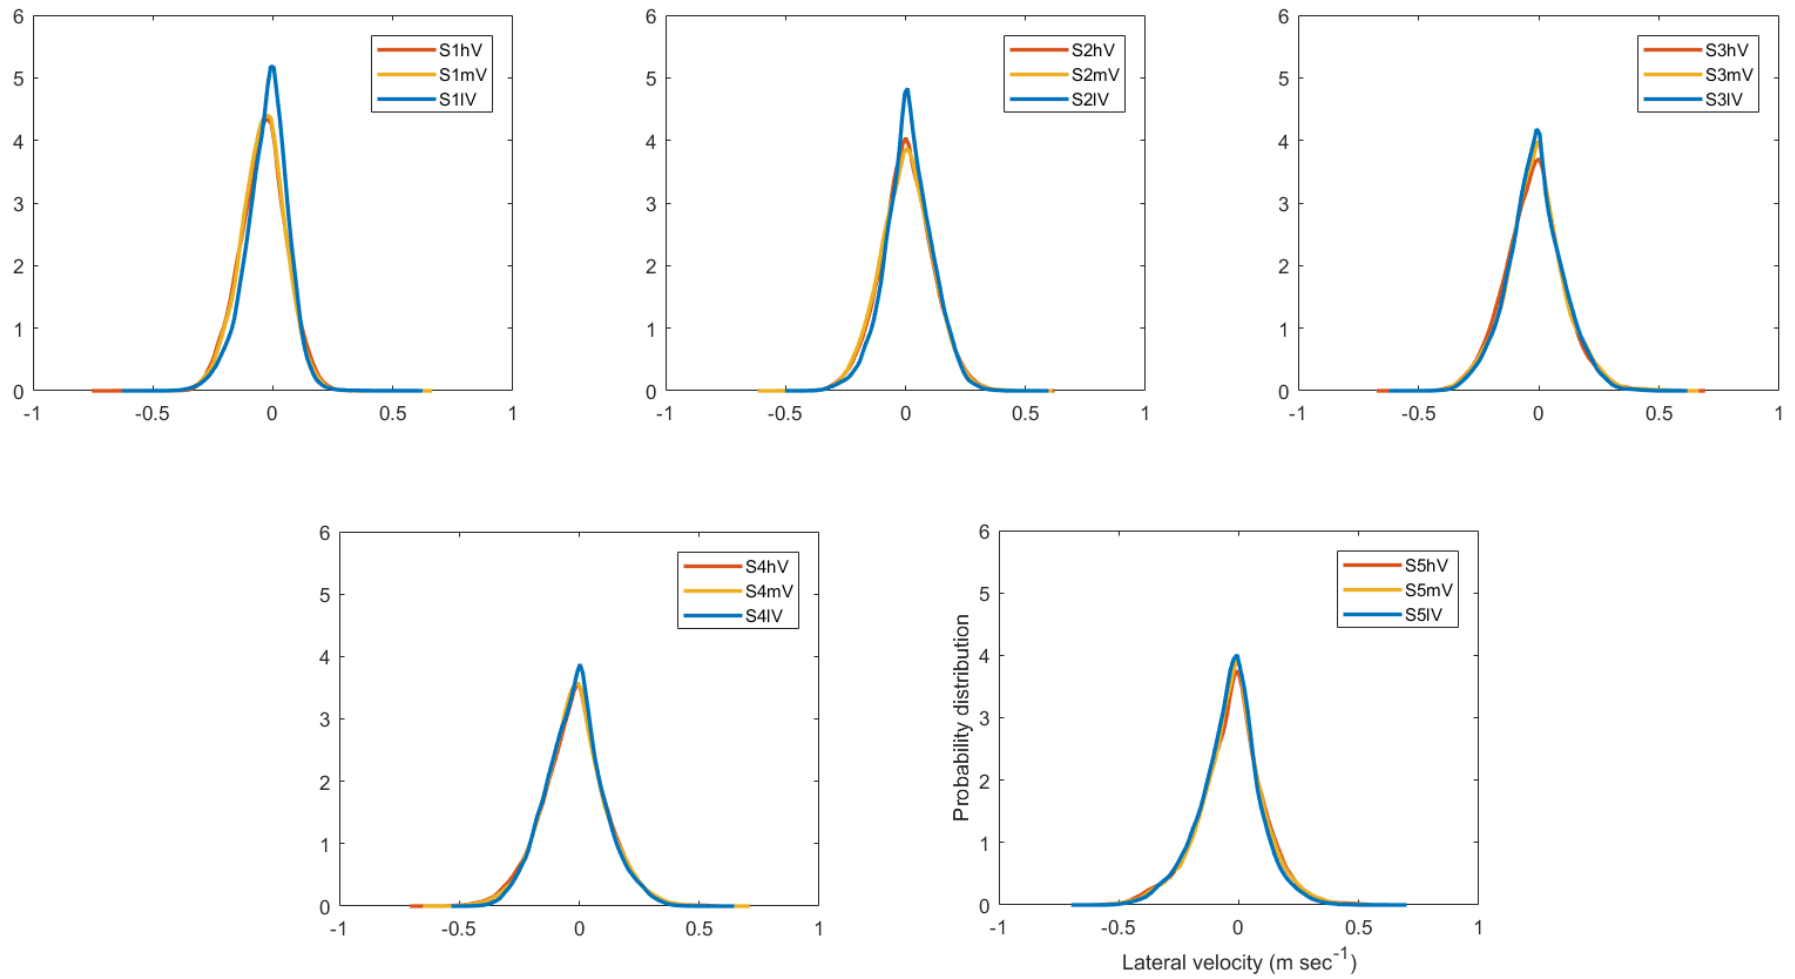 6
5
4
3
2
1
0
-1 -0.5 0 0.5 1
S1hV
S1mV
S1lV
6
5
4
3
2
1
0
-1 -0.5 0 0.5 1
S2hV
S2mV
S2lV
6
5
4
3
2
1
0
-1 -0.5 0 0.5 1
S3hV
S3mV
S3lV
6
5
4
3
2
1
0
-1 -0.5 0 0.5 1
S4hV
S4mV
S4lV
Probability distribution
6
5
4
3
2
1
0
-1 -0.5 0 0.5 1
S5hV
S5mV
S5lV
Lateral velocity (m sec⁻¹)